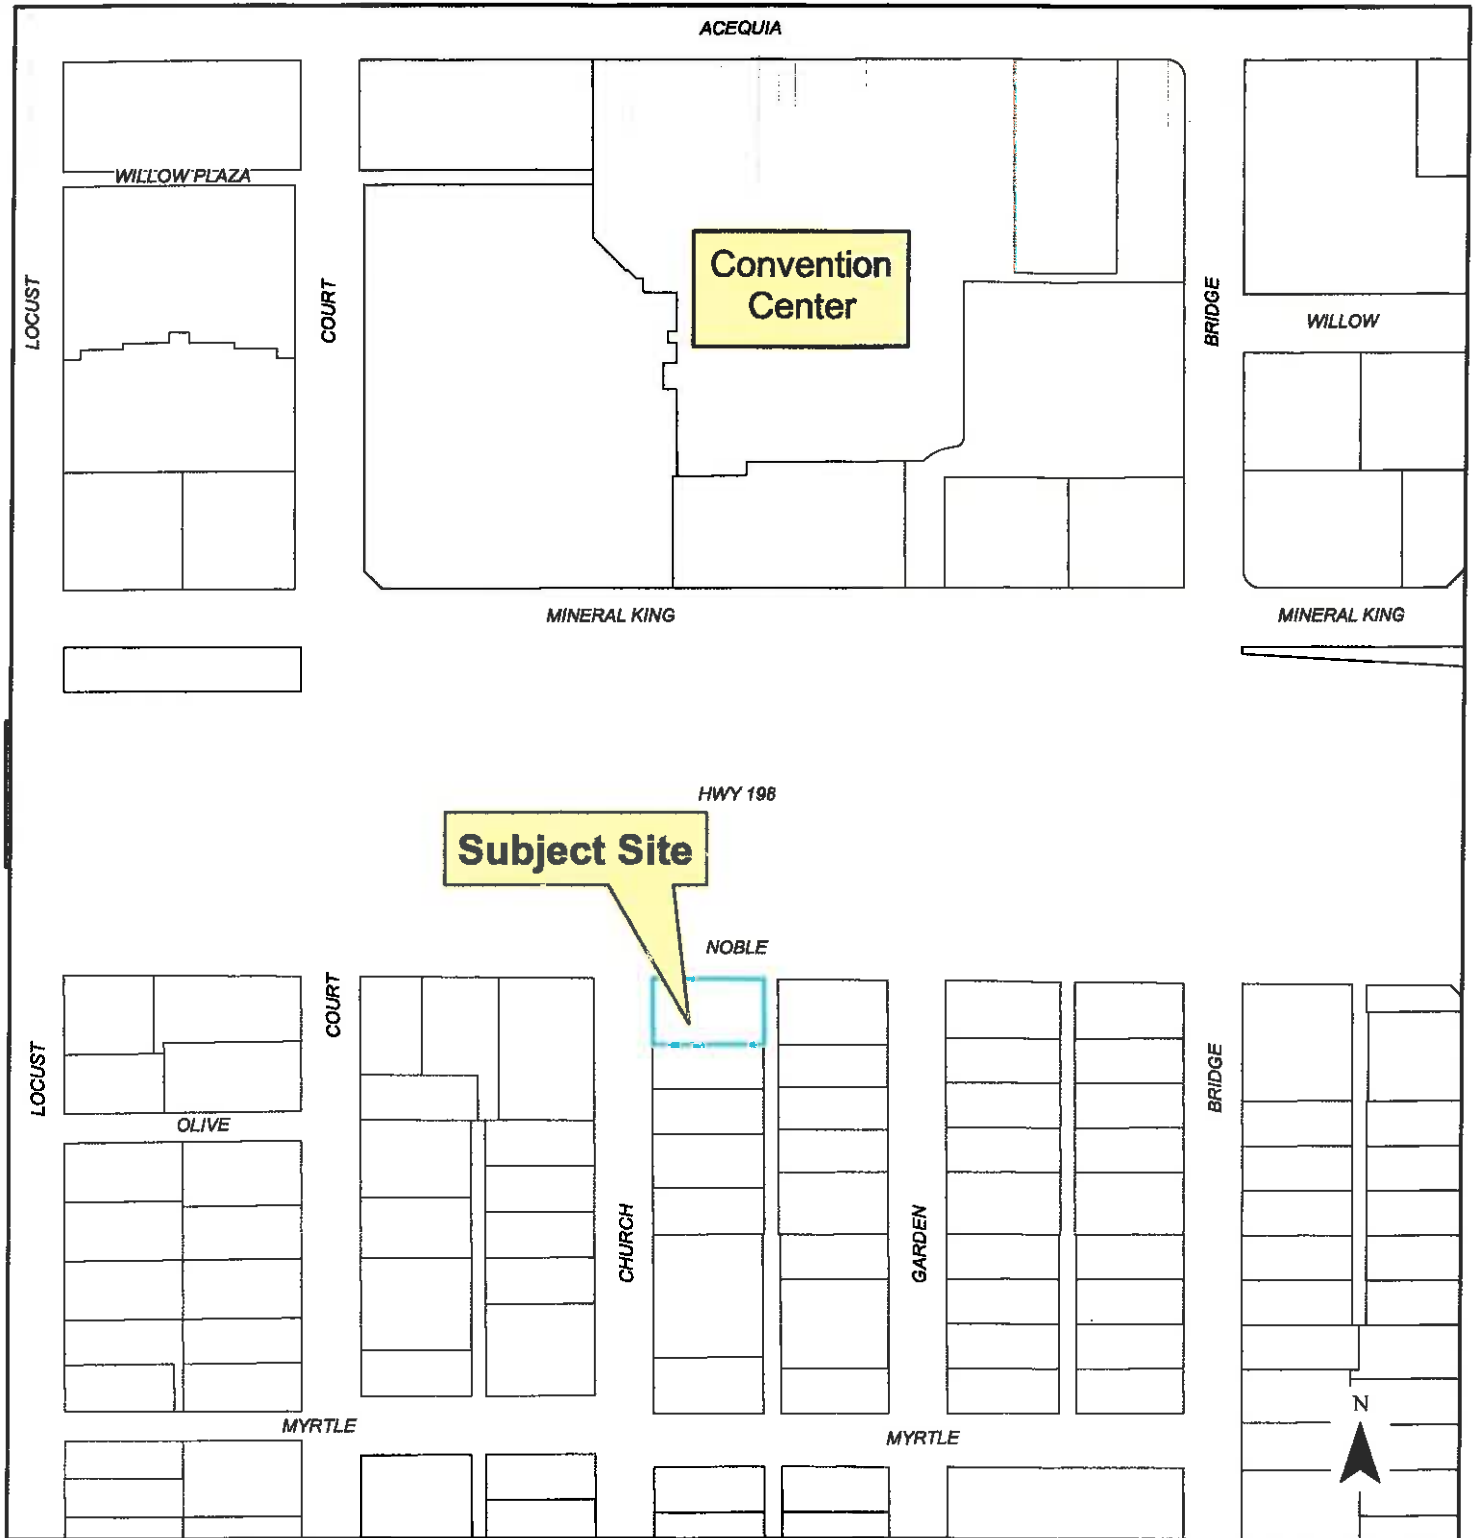 ACEQUIA
WILLOW PLAZA
Convention
Center
LOCUST
COURT
BRIDGE
WILLOW
MINERAL KING
MINERAL KING
HWY 198
Subject Site
NOBLE
COURT
LOCUST
BRIDGE
OLIVE
CHURCH
GARDEN
N
MYRTLE
MYRTLE